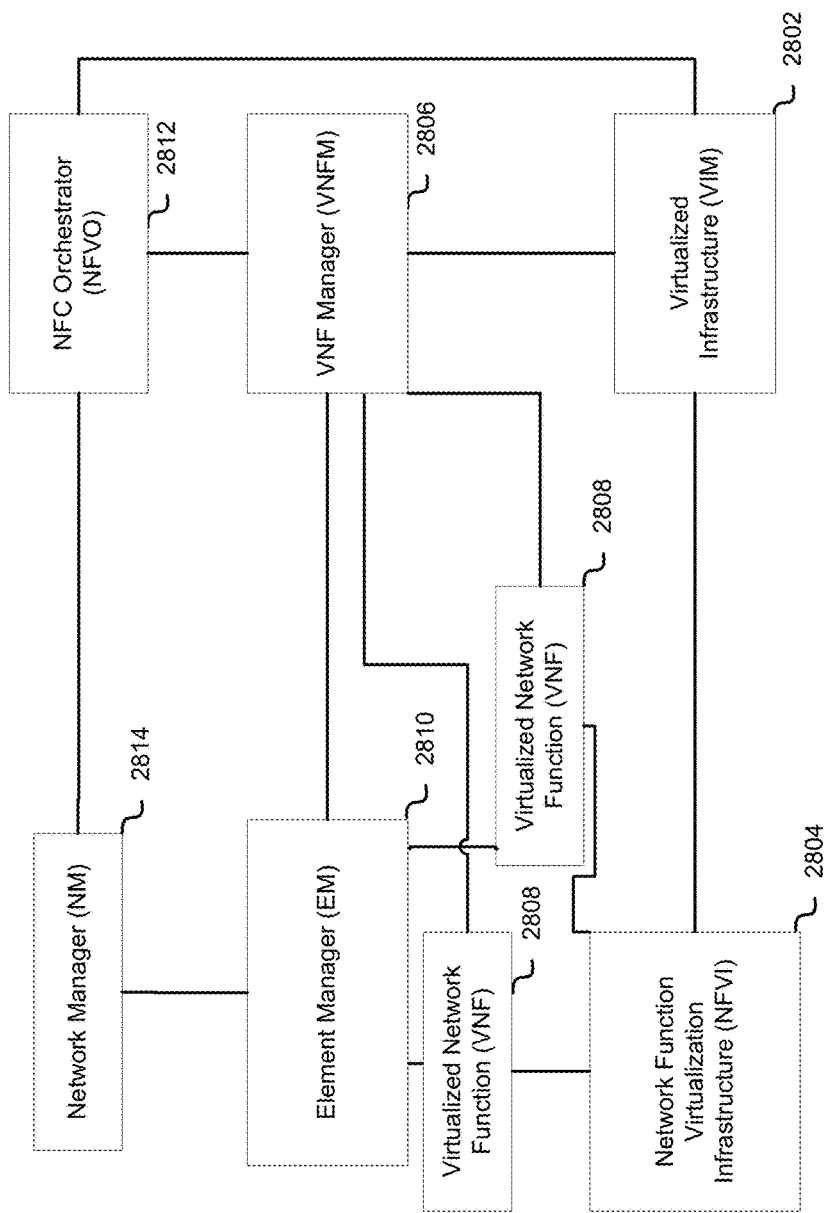 Network Manager (NM)
2814
NFC Orchestrator
(NFVO)
2812
Element Manager (EM)
2810
VNF Manager (VNFM)
2806
Virtualized Network
Function (VNF)
2808
Virtualized Network
Function (VNF)
2808
Network Function
Virtualization
Infrastructure (NFVI)
2804
Virtualized
Infrastructure (VIM)
2802